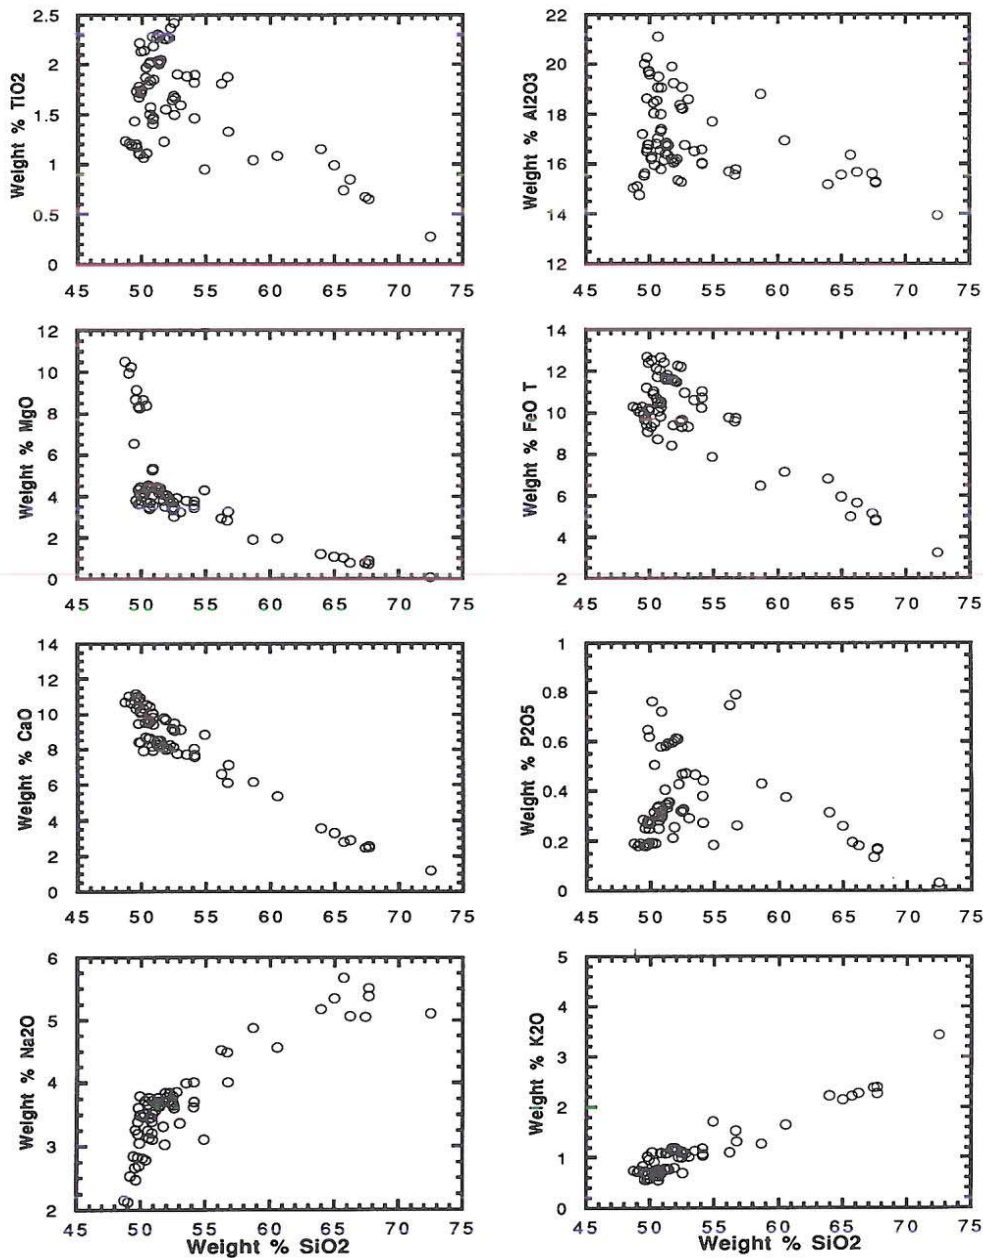 2.5
2
1.5
1
0.5
0
Weight % TiO2
45 50 55 60 65 70 75
22
20
18
16
14
12
Weight % Al2O3
45 50 55 60 65 70 75
12
10
8
6
4
2
0
Weight % MgO
45 50 55 60 65 70 75
14
12
10
8
6
4
2
Weight % FeO T
45 50 55 60 65 70 75
14
12
10
8
6
4
2
0
Weight % CaO
45 50 55 60 65 70 75
1
0.8
0.6
0.4
0.2
0
Weight % P2O5
45 50 55 60 65 70 75
6
5
4
3
2
Weight % Na2O
45 50 55 60 65 70 75
Weight % SiO2
5
4
3
2
1
0
Weight % K2O
45 50 55 60 65 70 75
Weight % SiO2